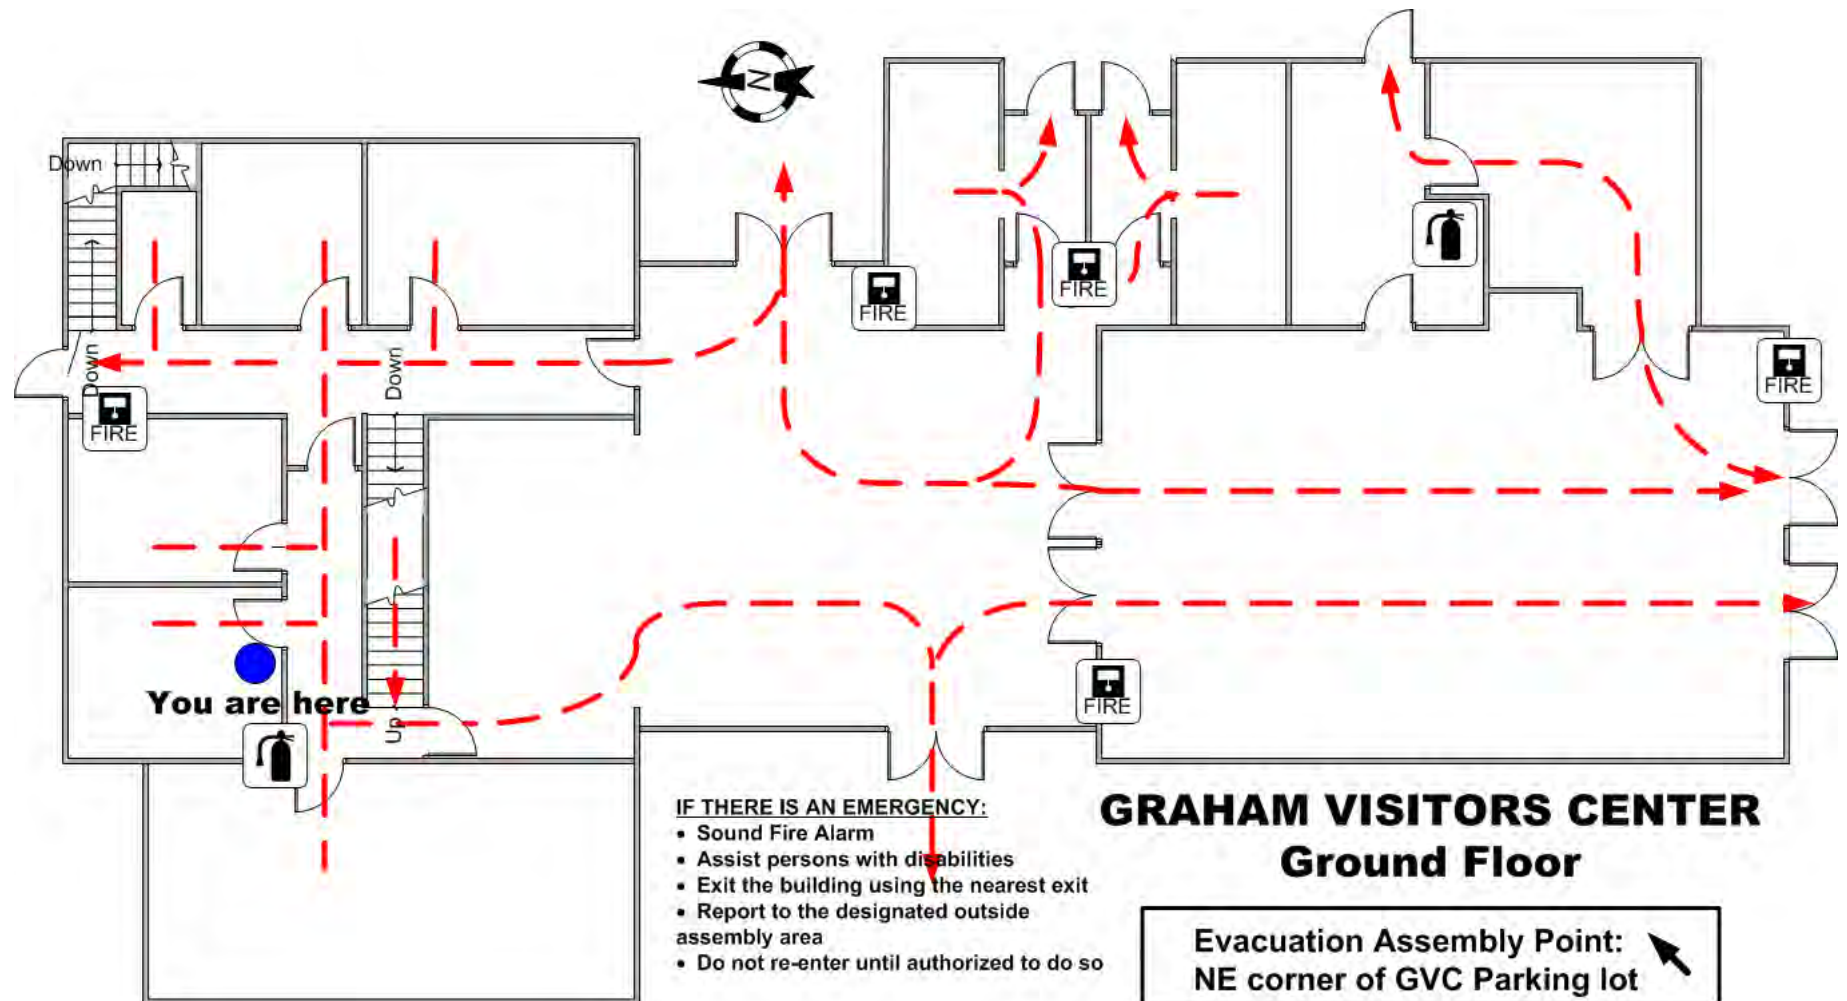 N
Down
Down
Down
FIRE
FIRE
FIRE
FIRE
You are here
FIRE
Up
IF THERE IS AN EMERGENCY:
• Sound Fire Alarm
• Assist persons with disabilities
• Exit the building using the nearest exit
• Report to the designated outside
assembly area
• Do not re-enter until authorized to do so
GRAHAM VISITORS CENTER
Ground Floor
Evacuation Assembly Point:
NE corner of GVC Parking lot